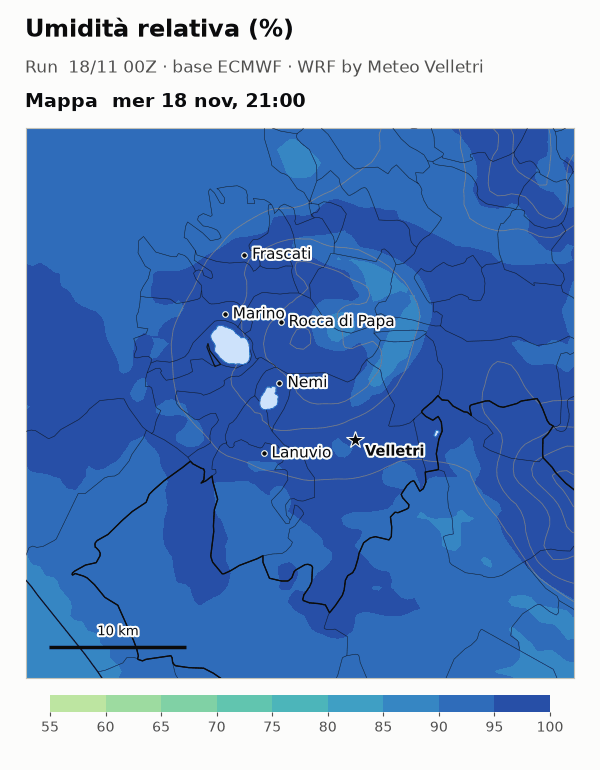 Umidità relativa (%)
Run  18/11 00Z · base ECMWF · WRF by Meteo Velletri
Mappa  mer 18 nov, 21:00
Frascati
Marino
Rocca di Papa
Nemi
Velletri
Lanuvio
10 km
55 60 65 70 75 80 85 90 95 100